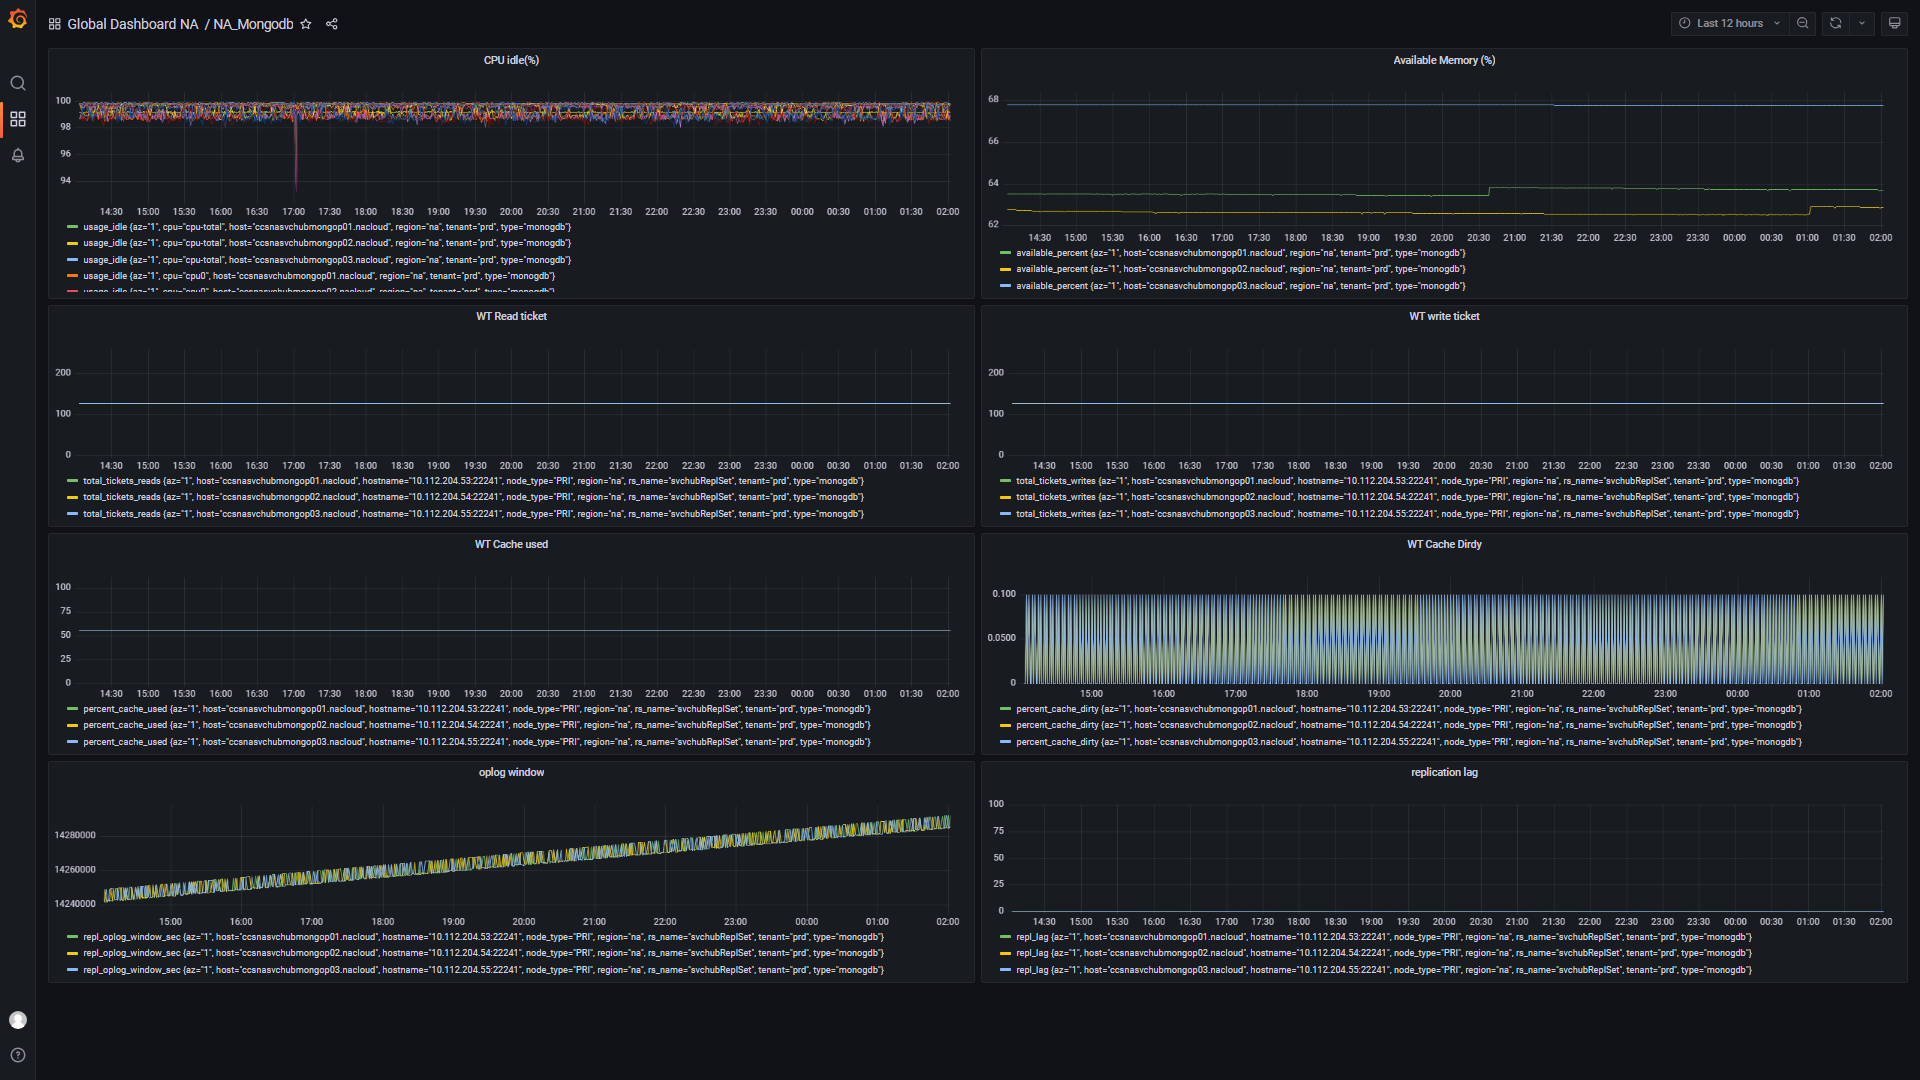 Global Dashboard NA / NA_Mongodb
Last 12 hours
CPU idle(%)
100
98
96
94
14:30 15:00 15:30 16:00 16:30 17:00 17:30 18:00 18:30 19:00 19:30 20:00 20:30 21:00 21:30 22:00 22:30 23:00 23:30 00:00 00:30 01:00 01:30 02:00
usage_idle {az="1", cpu="cpu-total", host="ccsnasvchubmongop01.nacloud", region="na", tenant="prd", type="monogdb"}
usage_idle {az="1", cpu="cpu-total", host="ccsnasvchubmongop02.nacloud", region="na", tenant="prd", type="monogdb"}
usage_idle {az="1", cpu="cpu-total", host="ccsnasvchubmongop03.nacloud", region="na", tenant="prd", type="monogdb"}
usage_idle {az="1", cpu="cpu0", host="ccsnasvchubmongop01.nacloud", region="na", tenant="prd", type="monogdb"}
usage_idle {az="1", cpu="cpu0", host="ccsnasvchubmongop02.nacloud", region="na", tenant="prd", type="monogdb"}
Available Memory (%)
68
66
64
62
14:30 15:00 15:30 16:00 16:30 17:00 17:30 18:00 18:30 19:00 19:30 20:00 20:30 21:00 21:30 22:00 22:30 23:00 23:30 00:00 00:30 01:00 01:30 02:00
available_percent {az="1", host="ccsnasvchubmongop01.nacloud", region="na", tenant="prd", type="monogdb"}
available_percent {az="1", host="ccsnasvchubmongop02.nacloud", region="na", tenant="prd", type="monogdb"}
available_percent {az="1", host="ccsnasvchubmongop03.nacloud", region="na", tenant="prd", type="monogdb"}
WT Read ticket
200
100
0
14:30 15:00 15:30 16:00 16:30 17:00 17:30 18:00 18:30 19:00 19:30 20:00 20:30 21:00 21:30 22:00 22:30 23:00 23:30 00:00 00:30 01:00 01:30 02:00
total_tickets_reads {az="1", host="ccsnasvchubmongop01.nacloud", hostname="10.112.204.53:22241", node_type="PRI", region="na", rs_name="svchubReplSet", tenant="prd", type="monogdb"}
total_tickets_reads {az="1", host="ccsnasvchubmongop02.nacloud", hostname="10.112.204.54:22241", node_type="PRI", region="na", rs_name="svchubReplSet", tenant="prd", type="monogdb"}
total_tickets_reads {az="1", host="ccsnasvchubmongop03.nacloud", hostname="10.112.204.55:22241", node_type="PRI", region="na", rs_name="svchubReplSet", tenant="prd", type="monogdb"}
WT write ticket
200
100
0
14:30 15:00 15:30 16:00 16:30 17:00 17:30 18:00 18:30 19:00 19:30 20:00 20:30 21:00 21:30 22:00 22:30 23:00 23:30 00:00 00:30 01:00 01:30 02:00
total_tickets_writes {az="1", host="ccsnasvchubmongop01.nacloud", hostname="10.112.204.53:22241", node_type="PRI", region="na", rs_name="svchubReplSet", tenant="prd", type="monogdb"}
total_tickets_writes {az="1", host="ccsnasvchubmongop02.nacloud", hostname="10.112.204.54:22241", node_type="PRI", region="na", rs_name="svchubReplSet", tenant="prd", type="monogdb"}
total_tickets_writes {az="1", host="ccsnasvchubmongop03.nacloud", hostname="10.112.204.55:22241", node_type="PRI", region="na", rs_name="svchubReplSet", tenant="prd", type="monogdb"}
WT Cache used
100
75
50
25
0
14:30 15:00 15:30 16:00 16:30 17:00 17:30 18:00 18:30 19:00 19:30 20:00 20:30 21:00 21:30 22:00 22:30 23:00 23:30 00:00 00:30 01:00 01:30 02:00
percent_cache_used {az="1", host="ccsnasvchubmongop01.nacloud", hostname="10.112.204.53:22241", node_type="PRI", region="na", rs_name="svchubReplSet", tenant="prd", type="monogdb"}
percent_cache_used {az="1", host="ccsnasvchubmongop02.nacloud", hostname="10.112.204.54:22241", node_type="PRI", region="na", rs_name="svchubReplSet", tenant="prd", type="monogdb"}
percent_cache_used {az="1", host="ccsnasvchubmongop03.nacloud", hostname="10.112.204.55:22241", node_type="PRI", region="na", rs_name="svchubReplSet", tenant="prd", type="monogdb"}
WT Cache Dirdy
0.100
0.0500
0
15:00 16:00 17:00 18:00 19:00 20:00 21:00 22:00 23:00 00:00 01:00 02:00
percent_cache_dirty {az="1", host="ccsnasvchubmongop01.nacloud", hostname="10.112.204.53:22241", node_type="PRI", region="na", rs_name="svchubReplSet", tenant="prd", type="monogdb"}
percent_cache_dirty {az="1", host="ccsnasvchubmongop02.nacloud", hostname="10.112.204.54:22241", node_type="PRI", region="na", rs_name="svchubReplSet", tenant="prd", type="monogdb"}
percent_cache_dirty {az="1", host="ccsnasvchubmongop03.nacloud", hostname="10.112.204.55:22241", node_type="PRI", region="na", rs_name="svchubReplSet", tenant="prd", type="monogdb"}
oplog window
14280000
14260000
14240000
15:00 16:00 17:00 18:00 19:00 20:00 21:00 22:00 23:00 00:00 01:00 02:00
repl_oplog_window_sec {az="1", host="ccsnasvchubmongop01.nacloud", hostname="10.112.204.53:22241", node_type="PRI", region="na", rs_name="svchubReplSet", tenant="prd", type="monogdb"}
repl_oplog_window_sec {az="1", host="ccsnasvchubmongop02.nacloud", hostname="10.112.204.54:22241", node_type="PRI", region="na", rs_name="svchubReplSet", tenant="prd", type="monogdb"}
repl_oplog_window_sec {az="1", host="ccsnasvchubmongop03.nacloud", hostname="10.112.204.55:22241", node_type="PRI", region="na", rs_name="svchubReplSet", tenant="prd", type="monogdb"}
replication lag
100
75
50
25
0
14:30 15:00 15:30 16:00 16:30 17:00 17:30 18:00 18:30 19:00 19:30 20:00 20:30 21:00 21:30 22:00 22:30 23:00 23:30 00:00 00:30 01:00 01:30 02:00
repl_lag {az="1", host="ccsnasvchubmongop01.nacloud", hostname="10.112.204.53:22241", node_type="PRI", region="na", rs_name="svchubReplSet", tenant="prd", type="monogdb"}
repl_lag {az="1", host="ccsnasvchubmongop02.nacloud", hostname="10.112.204.54:22241", node_type="PRI", region="na", rs_name="svchubReplSet", tenant="prd", type="monogdb"}
repl_lag {az="1", host="ccsnasvchubmongop03.nacloud", hostname="10.112.204.55:22241", node_type="PRI", region="na", rs_name="svchubReplSet", tenant="prd", type="monogdb"}